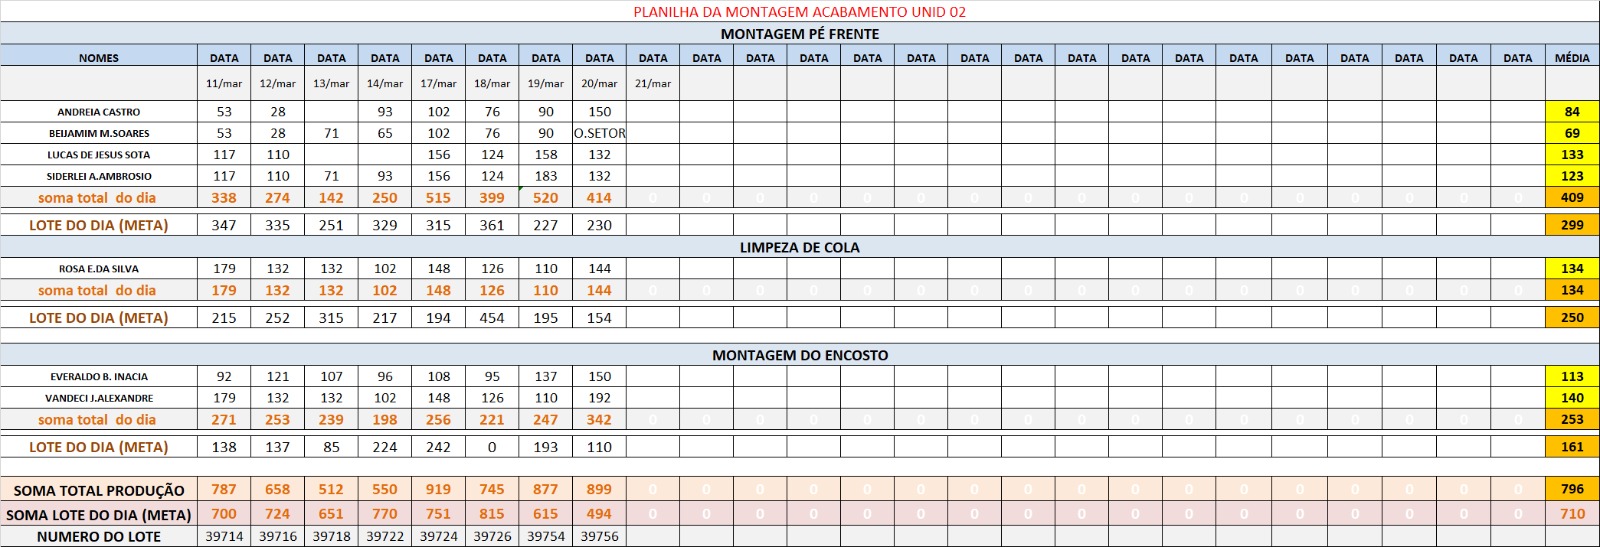 PLANILHA DA MONTAGEM ACABAMENTO UNID 02
MONTAGEM PÉ FRENTE
NOMES DATA DATA DATA DATA DATA DATA DATA DATA DATA DATA DATA DATA DATA DATA DATA DATA DATA DATA DATA DATA DATA DATA DATA DATA DATA MÉDIA
11/mar 12/mar 13/mar 14/mar 17/mar 18/mar 19/mar 20/mar 21/mar
ANDREIA CASTRO 53 28 93 102 76 90 150 84
BEIJAMIM M.SOARES 53 28 71 65 102 76 90 O.SETOR 69
LUCAS DE JESUS SOTA 117 110 156 124 158 132 133
SIDERLEI A.AMBROSIO 117 110 71 93 156 124 183 132 123
soma total do dia 338 274 142 250 515 399 520 414 0 0 0 0 0 0 0 0 0 0 0 0 0 0 0 0 0 409
LOTE DO DIA (META) 347 335 251 329 315 361 227 230 299
LIMPEZA DE COLA
ROSA E.DA SILVA 179 132 132 102 148 126 110 144 134
soma total do dia 179 132 132 102 148 126 110 144 0 0 0 0 0 0 0 0 0 0 0 0 0 0 0 0 0 134
LOTE DO DIA (META) 215 252 315 217 194 454 195 154 250
MONTAGEM DO ENCOSTO
EVERALDO B. INACIA 92 121 107 96 108 95 137 150 113
VANDECI J.ALEXANDRE 179 132 132 102 148 126 110 192 140
soma total do dia 271 253 239 198 256 221 247 342 0 0 0 0 0 0 0 0 0 0 0 0 0 0 0 0 0 253
LOTE DO DIA (META) 138 137 85 224 242 0 193 110 161
SOMA TOTAL PRODUÇÃO 787 658 512 550 919 745 877 899 0 0 0 0 0 0 0 0 0 0 0 0 0 0 0 0 0 796
SOMA LOTE DO DIA (META) 700 724 651 770 751 815 615 494 0 0 0 0 0 0 0 0 0 0 0 0 0 0 0 0 0 710
NUMERO DO LOTE 39714 39716 39718 39722 39724 39726 39754 39756